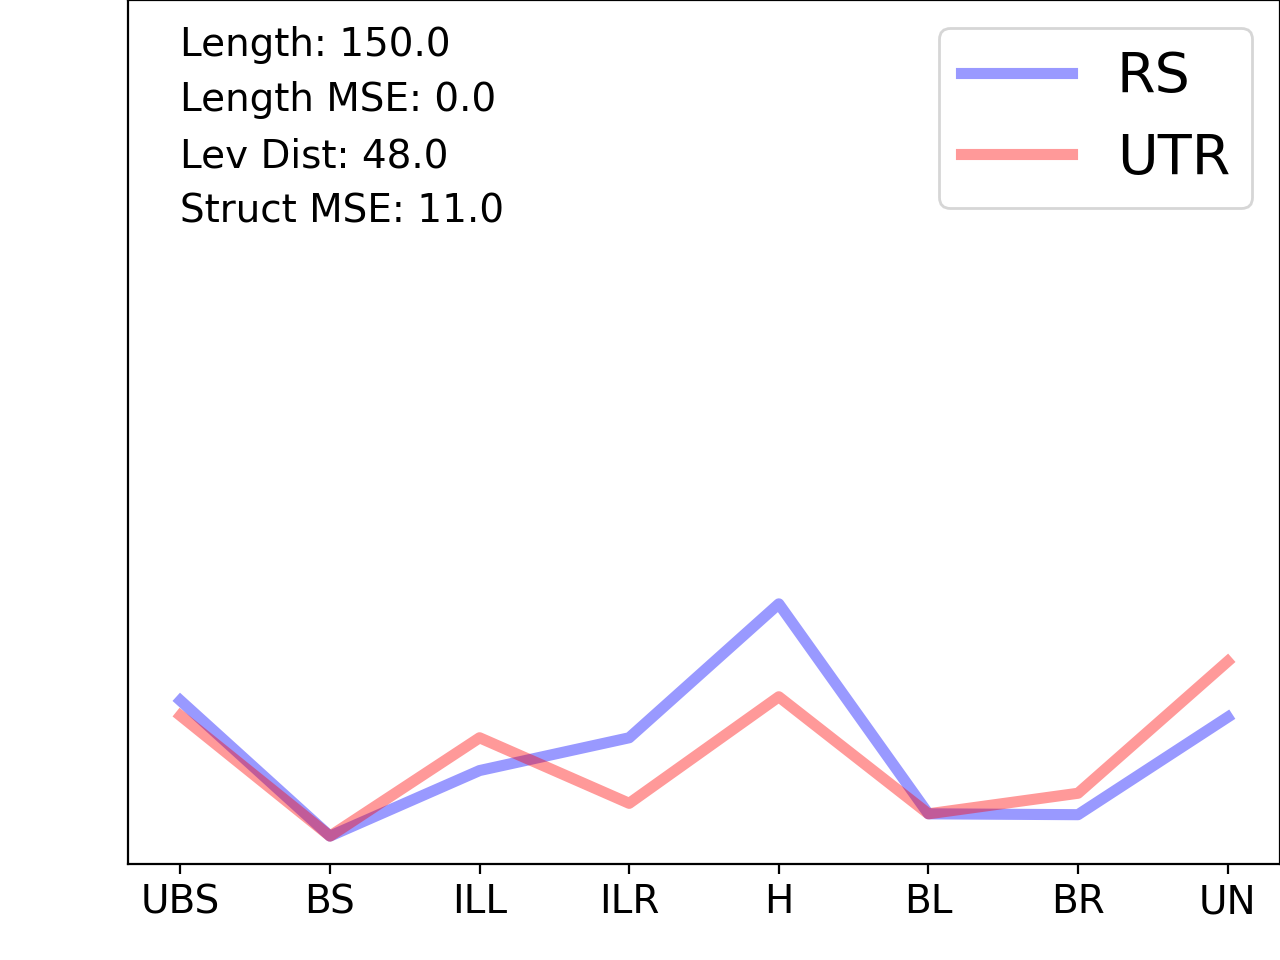 Length: 150.0
Length MSE: 0.0
Lev Dist: 48.0
Struct MSE: 11.0
RS
UTR
UBS BS ILL ILR H BL BR UN